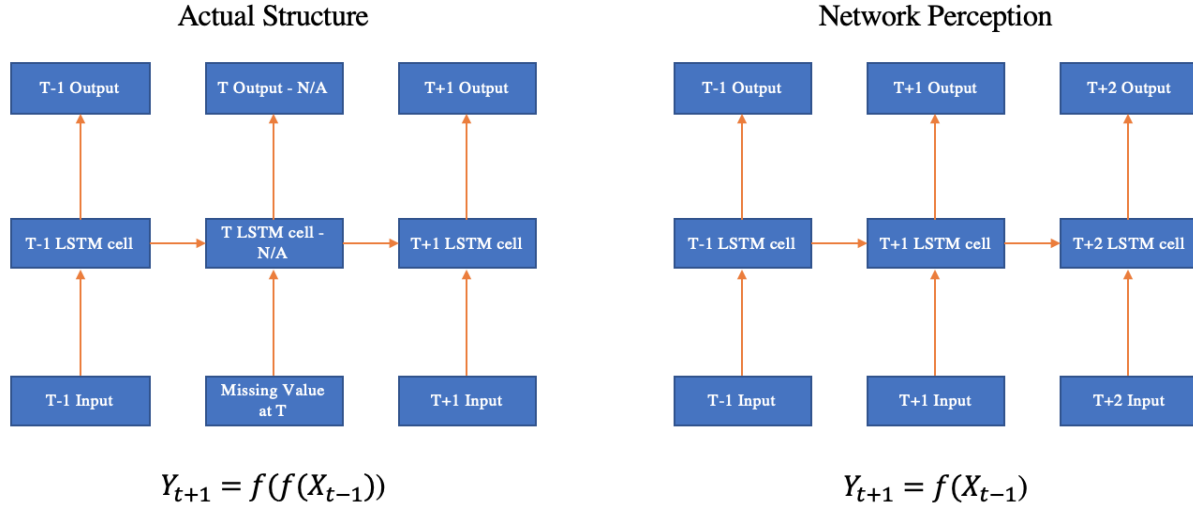 Actual Structure
Network Perception
T-1 Output
T Output - N/A
T+1 Output
T-1 Output
T+1 Output
T+2 Output
T-1 LSTM cell
T LSTM cell -
N/A
T+1 LSTM cell
T-1 LSTM cell
T+1 LSTM cell
T+2 LSTM cell
T-1 Input
Missing Value
at T
T+1 Input
T-1 Input
T+1 Input
T+2 Input
Y_{t+1} = f(f(X_{t-1}))
Y_{t+1} = f(X_{t-1})